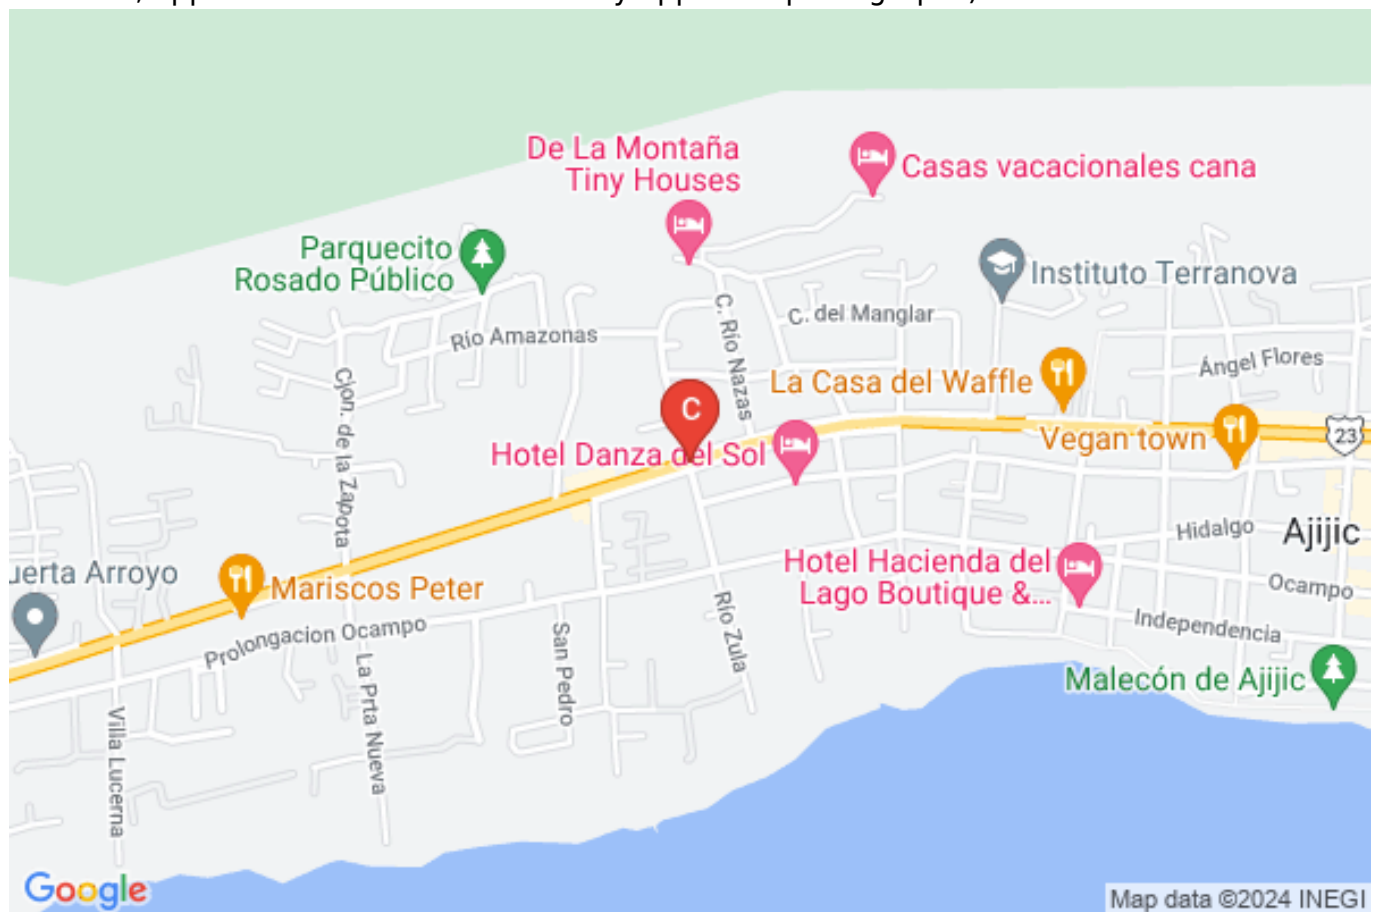 De La Montaña
Tiny Houses
Casas vacacionales cana
Parquecito
Rosado Público
Instituto Terranova
C. del Manglar
Río Amazonas
C. Río Nazas
Ángel Flores
La Casa del Waffle
C
Cjon. de la Zapota
Hotel Danza del Sol
Vegan town
23
Hidalgo
Ajijic
Hotel Hacienda del
Lago Boutique &...
uerta Arroyo
Mariscos Peter
Ocampo
Prolongacion Ocampo
Río Zula
San Pedro
Independencia
La Prta Nueva
Malecón de Ajijic
Villa Lucerna
Google
Map data ©2024 INEGI